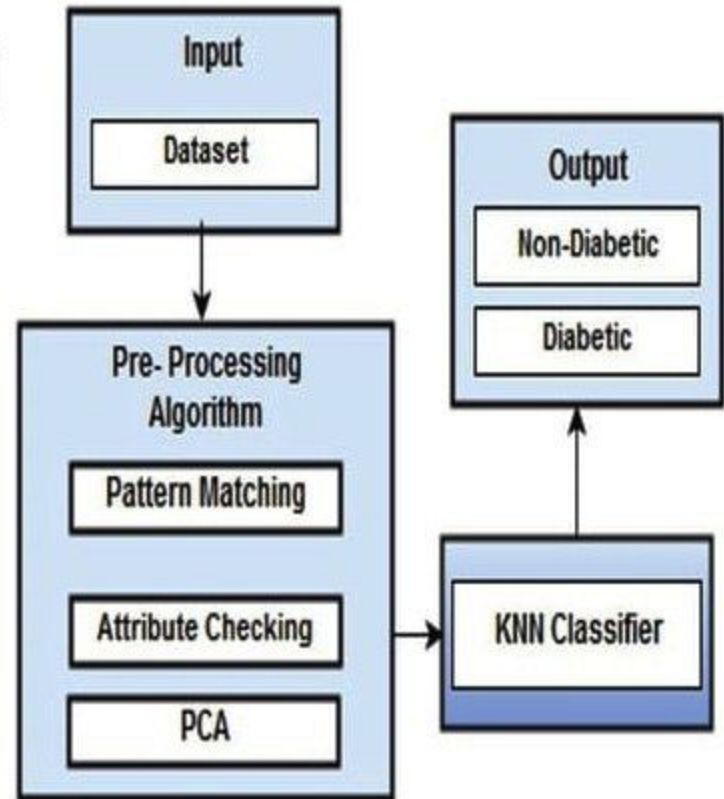 Input
Dataset
Pre- Processing
Algorithm
Pattern Matching
Attribute Checking
PCA
KNN Classifier
Output
Non-Diabetic
Diabetic